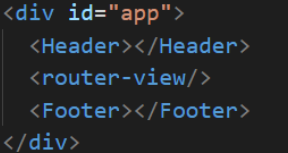 <div id="app">
  <Header></Header>
  <router-view/>
  <Footer></Footer>
</div>